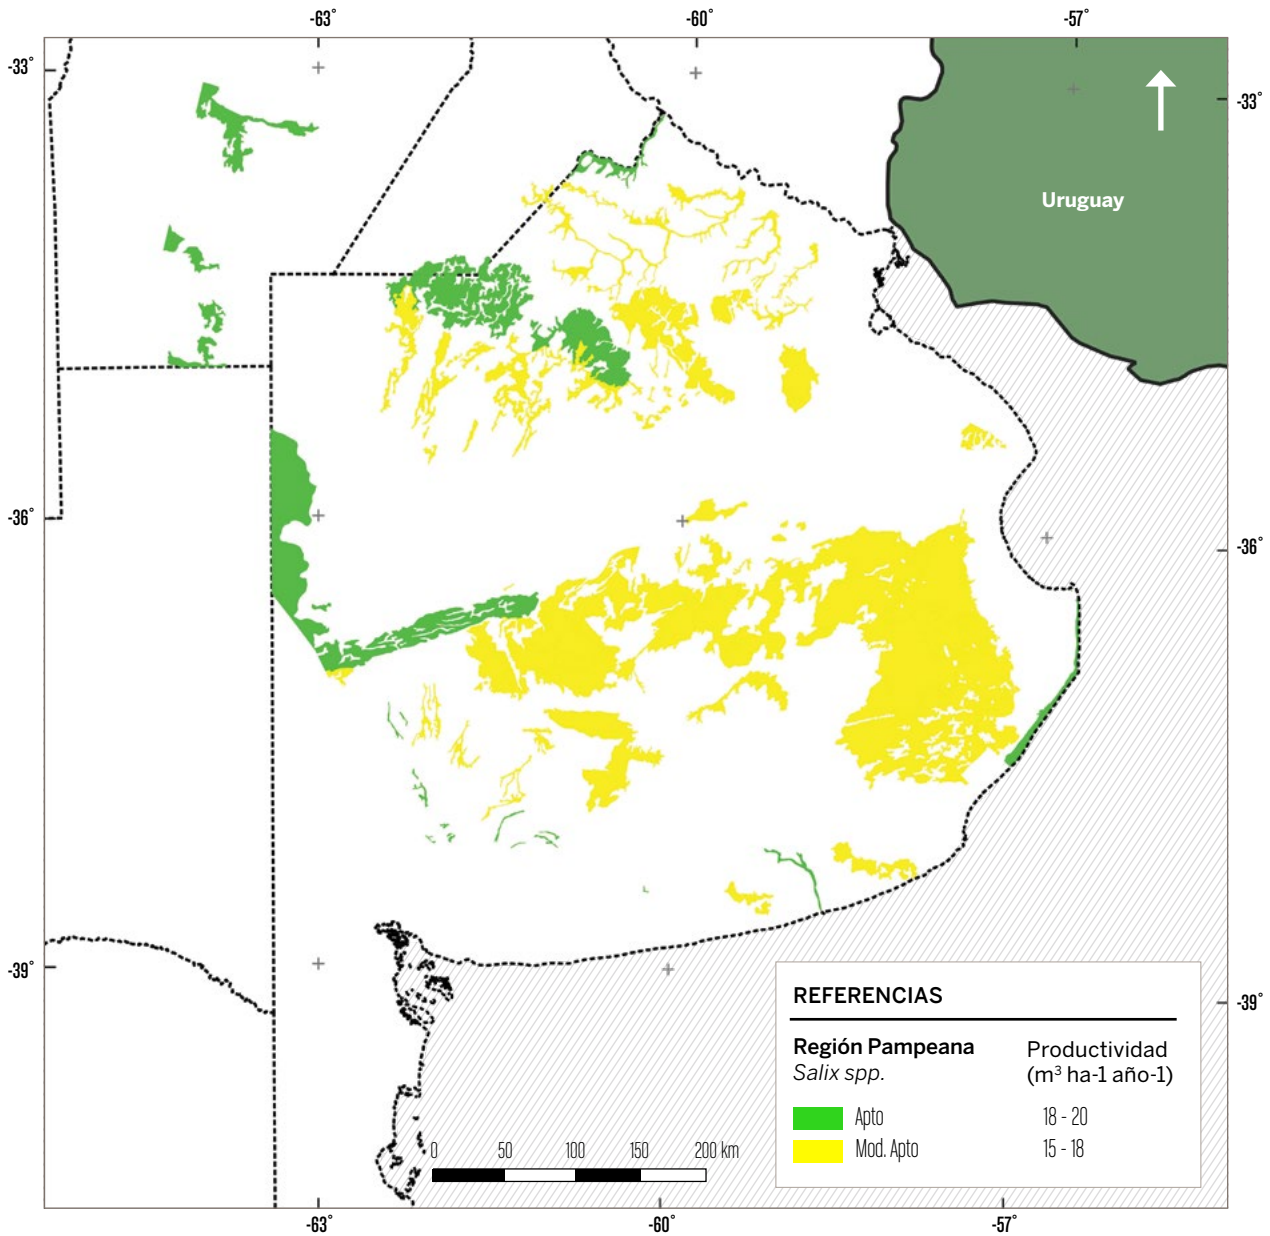 -63°
-60°
-57°
-33°
-33°
Uruguay
-36°
-36°
-39°
-39°
REFERENCIAS
Región Pampeana Productividad
Salix spp. (m³ ha-1 año-1)
Apto 18 - 20
Mod. Apto 15 - 18
0 50 100 150 200 km
-63°
-60°
-57°